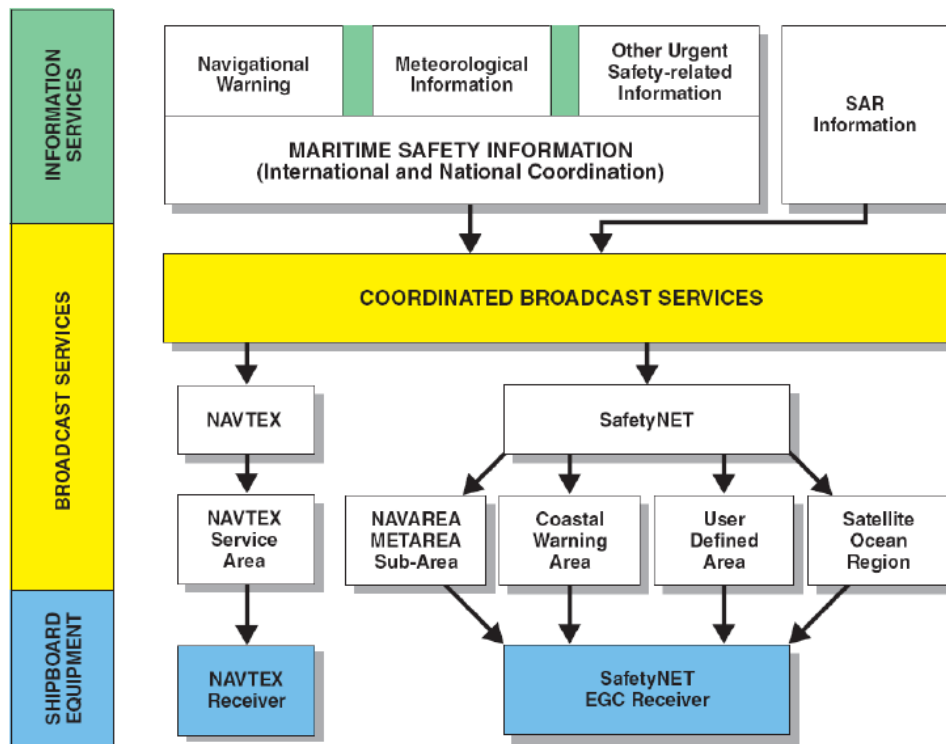 INFORMATION
SERVICES
Navigational
Warning
Meteorological
Information
Other Urgent
Safety-related
Information
SAR
Information
MARITIME SAFETY INFORMATION
(International and National Coordination)
BROADCAST SERVICES
COORDINATED BROADCAST SERVICES
NAVTEX
SafetyNET
NAVTEX
Service
Area
NAVAREA
METAREA
Sub-Area
Coastal
Warning
Area
User
Defined
Area
Satellite
Ocean
Region
SHIPBOARD
EQUIPMENT
NAVTEX
Receiver
SafetyNET
EGC Receiver